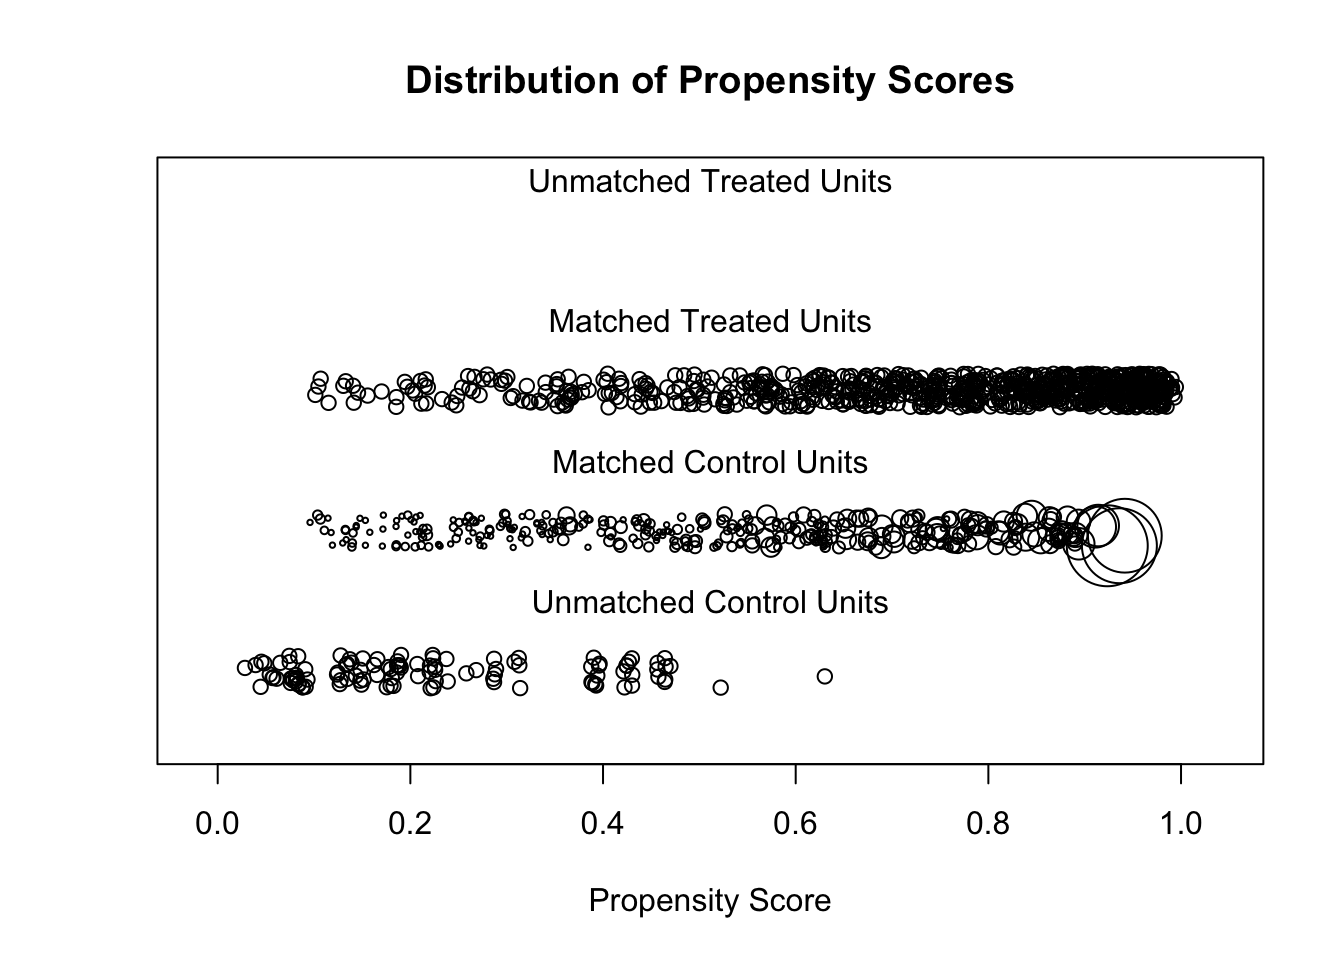 Distribution of Propensity Scores
Unmatched Treated Units
Matched Treated Units
Matched Control Units
Unmatched Control Units
0.0 0.2 0.4 0.6 0.8 1.0
Propensity Score